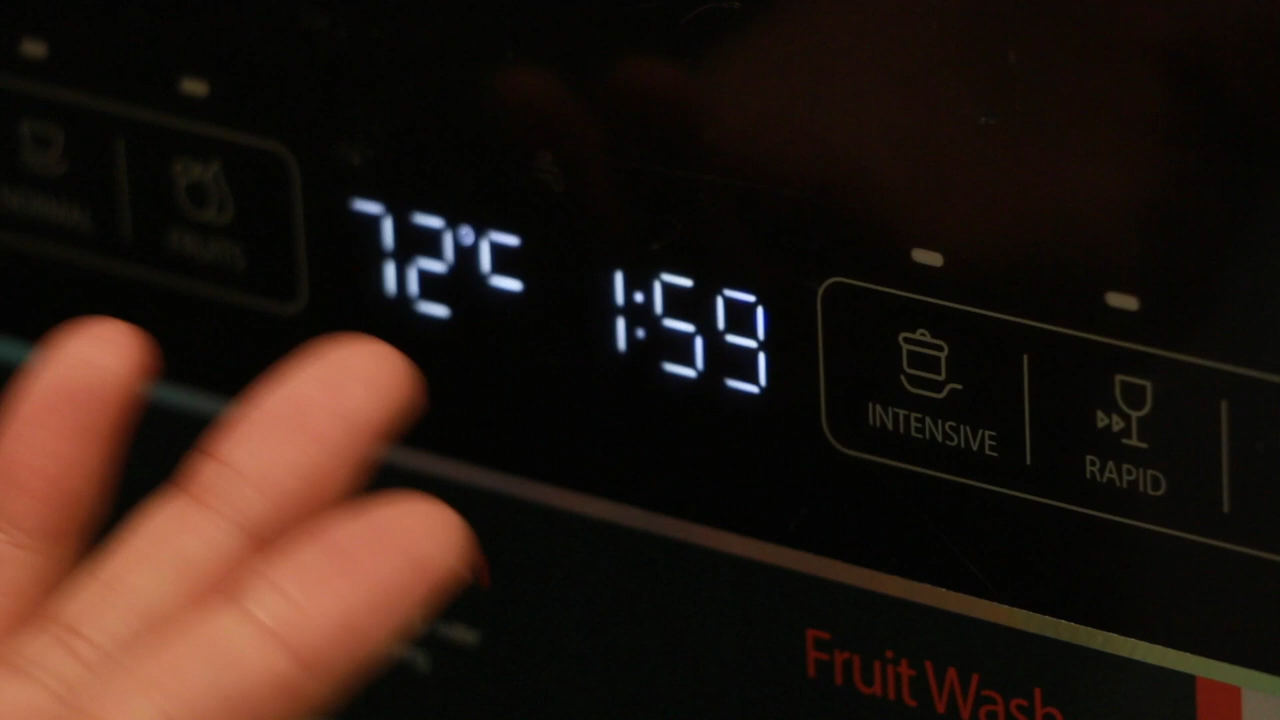 NORMAL
FRUITS
72°C
1:59
INTENSIVE
RAPID
Fruit Wash